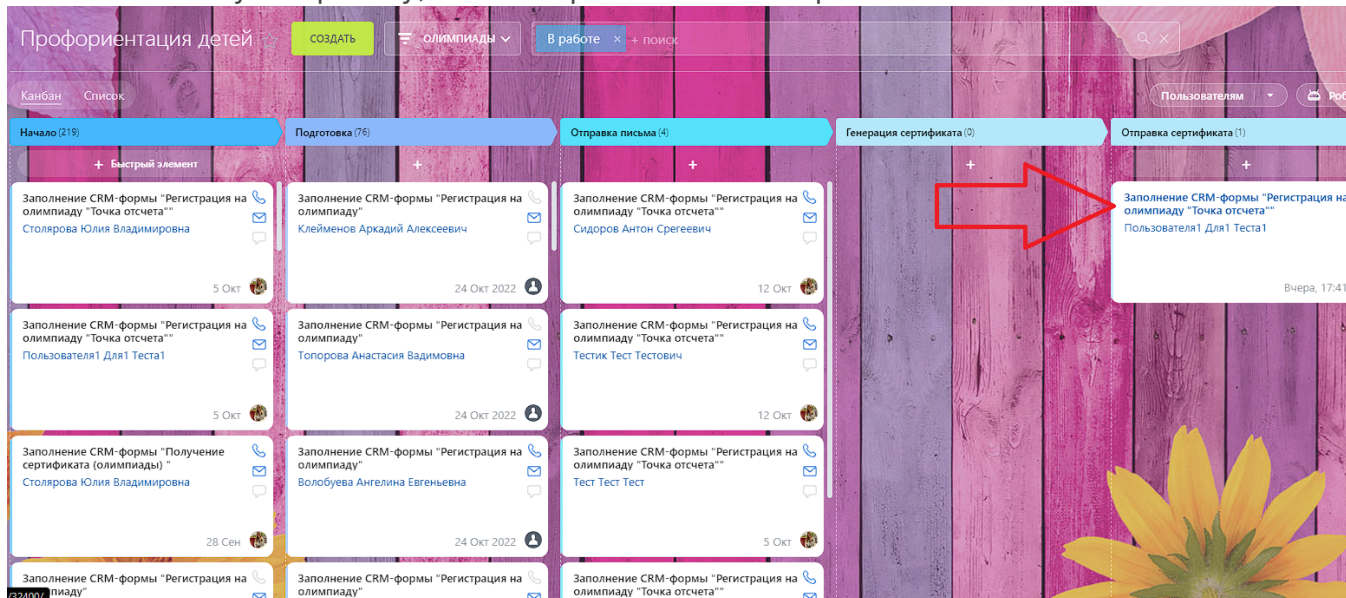 Профориентация детей
СОЗДАТЬ
ОЛИМПИАДЫ
В работе × + поиск
Канбан Список
Пользователям
Начало (219)
Подготовка (76)
Отправка письма (4)
Генерация сертификата (0)
Отправка сертификата (1)
+ Быстрый элемент
+
+
+
+
Заполнение CRM-формы "Регистрация на
олимпиаду "Точка отсчета""
Столярова Юлия Владимировна
5 Окт
Заполнение CRM-формы "Регистрация на
олимпиаду"
Клейменов Аркадий Алексеевич
24 Окт 2022
Заполнение CRM-формы "Регистрация на
олимпиаду "Точка отсчета""
Сидоров Антон Срегеевич
12 Окт
Заполнение CRM-формы "Регистрация на
олимпиаду "Точка отсчета""
Пользователя1 Для1 Теста1
Вчера, 17:41
Заполнение CRM-формы "Регистрация на
олимпиаду "Точка отсчета""
Пользователя1 Для1 Теста1
5 Окт
Заполнение CRM-формы "Регистрация на
олимпиаду"
Топорова Анастасия Вадимовна
24 Окт 2022
Заполнение CRM-формы "Регистрация на
олимпиаду "Точка отсчета""
Тестик Тест Тестович
12 Окт
Заполнение CRM-формы "Получение
сертификата (олимпиады) "
Столярова Юлия Владимировна
28 Сен
Заполнение CRM-формы "Регистрация на
олимпиаду"
Волобуева Ангелина Евгеньевна
24 Окт 2022
Заполнение CRM-формы "Регистрация на
олимпиаду "Точка отсчета""
Тест Тест Тест
5 Окт
Заполнение CRM-формы "Регистрация на
Заполнение CRM-формы "Регистрация на
олимпиаду"
Заполнение CRM-формы "Регистрация на
олимпиаду "Точка отсчета""
/32400/